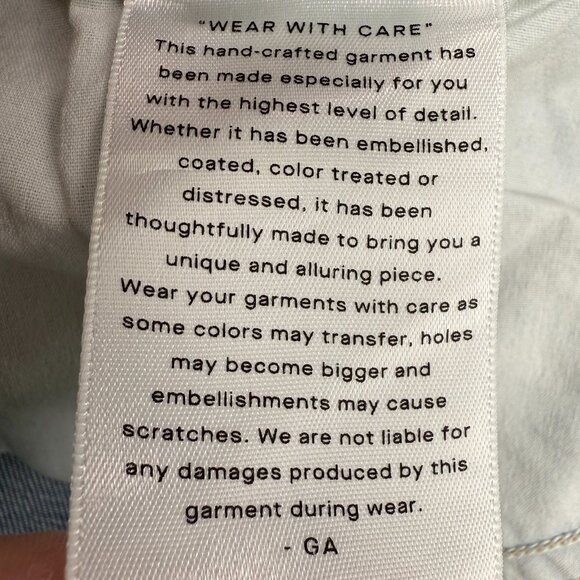 "WEAR WITH CARE"
This hand-crafted garment has
been made especially for you
with the highest level of detail.
Whether it has been embellished,
coated, color treated or
distressed, it has been
thoughtfully made to bring you a
unique and alluring piece.
Wear your garments with care as
some colors may transfer, holes
may become bigger and
embellishments may cause
scratches. We are not liable for
any damages produced by this
garment during wear.
- GA